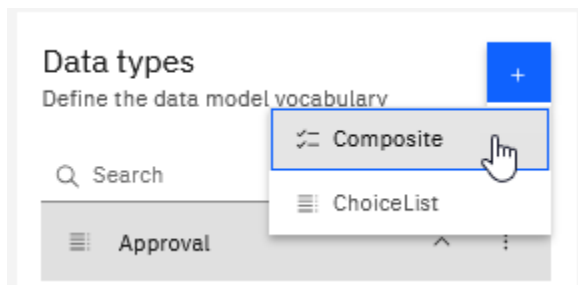 Data types
+
Define the data model vocabulary
Composite
Search
ChoiceList
Approval